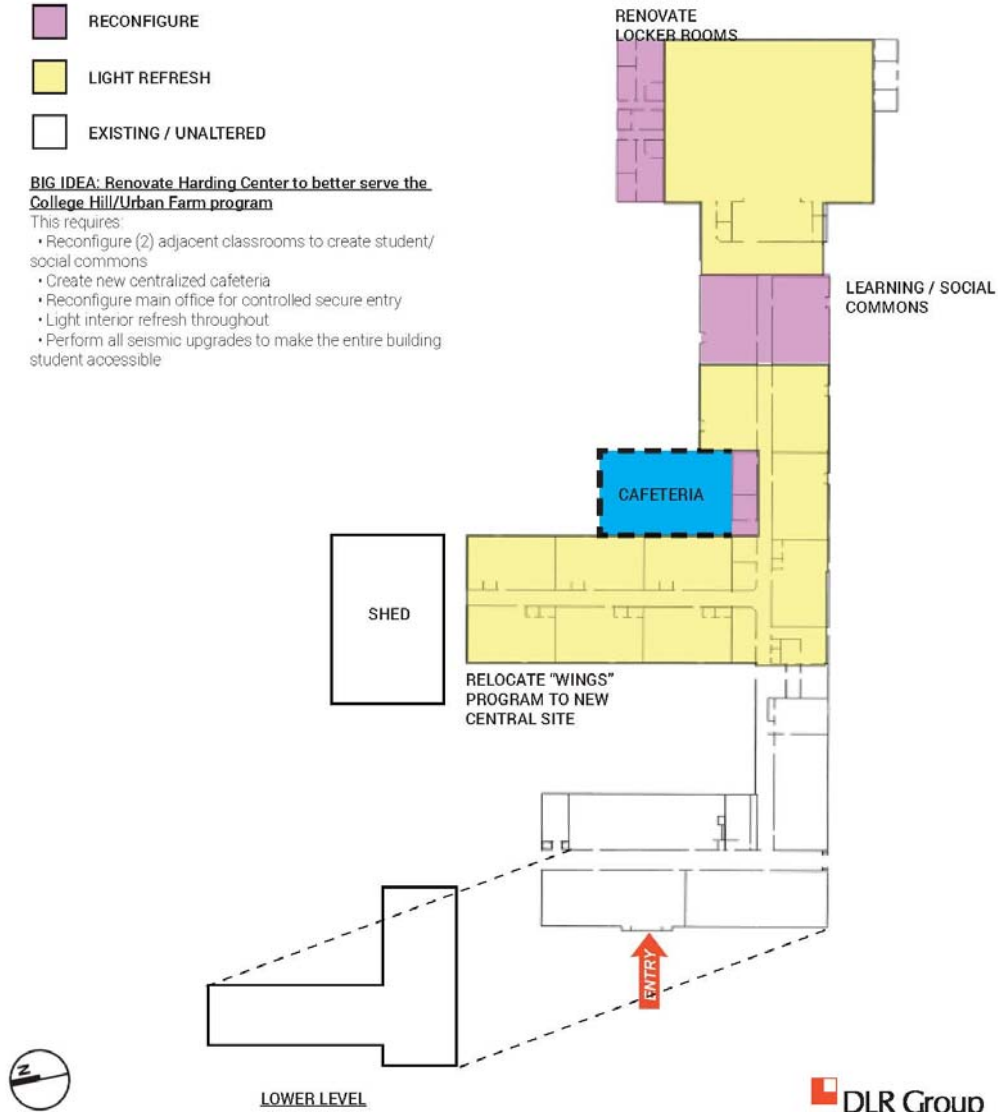 RECONFIGURE
LIGHT REFRESH
EXISTING / UNALTERED
BIG IDEA: Renovate Harding Center to better serve the
College Hill/Urban Farm program
This requires:
• Reconfigure (2) adjacent classrooms to create student/
social commons
• Create new centralized cafeteria
• Reconfigure main office for controlled secure entry
• Light interior refresh throughout
• Perform all seismic upgrades to make the entire building
student accessible
RENOVATE
LOCKER ROOMS
LEARNING / SOCIAL
COMMONS
CAFETERIA
SHED
RELOCATE "WINGS"
PROGRAM TO NEW
CENTRAL SITE
ENTRY
N
LOWER LEVEL
DLR Group